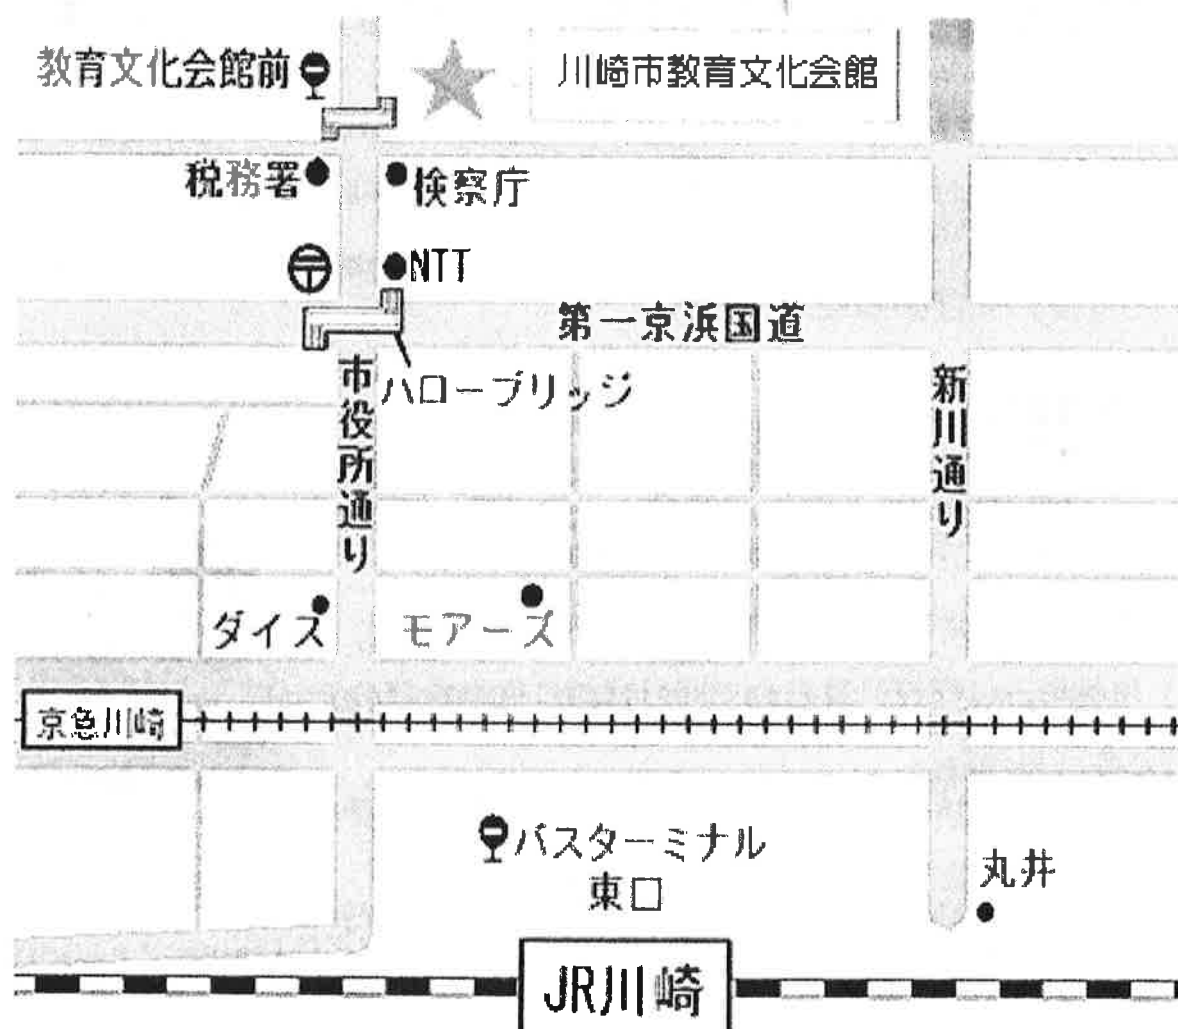 教育文化会館前
川崎市教育文化会館
税務署
検察庁
NTT
第一京浜国道
ハローブリッジ
市役所通り
新川通り
ダイス
モアーズ
京急川崎
バスターミナル
東口
丸井
JR川崎